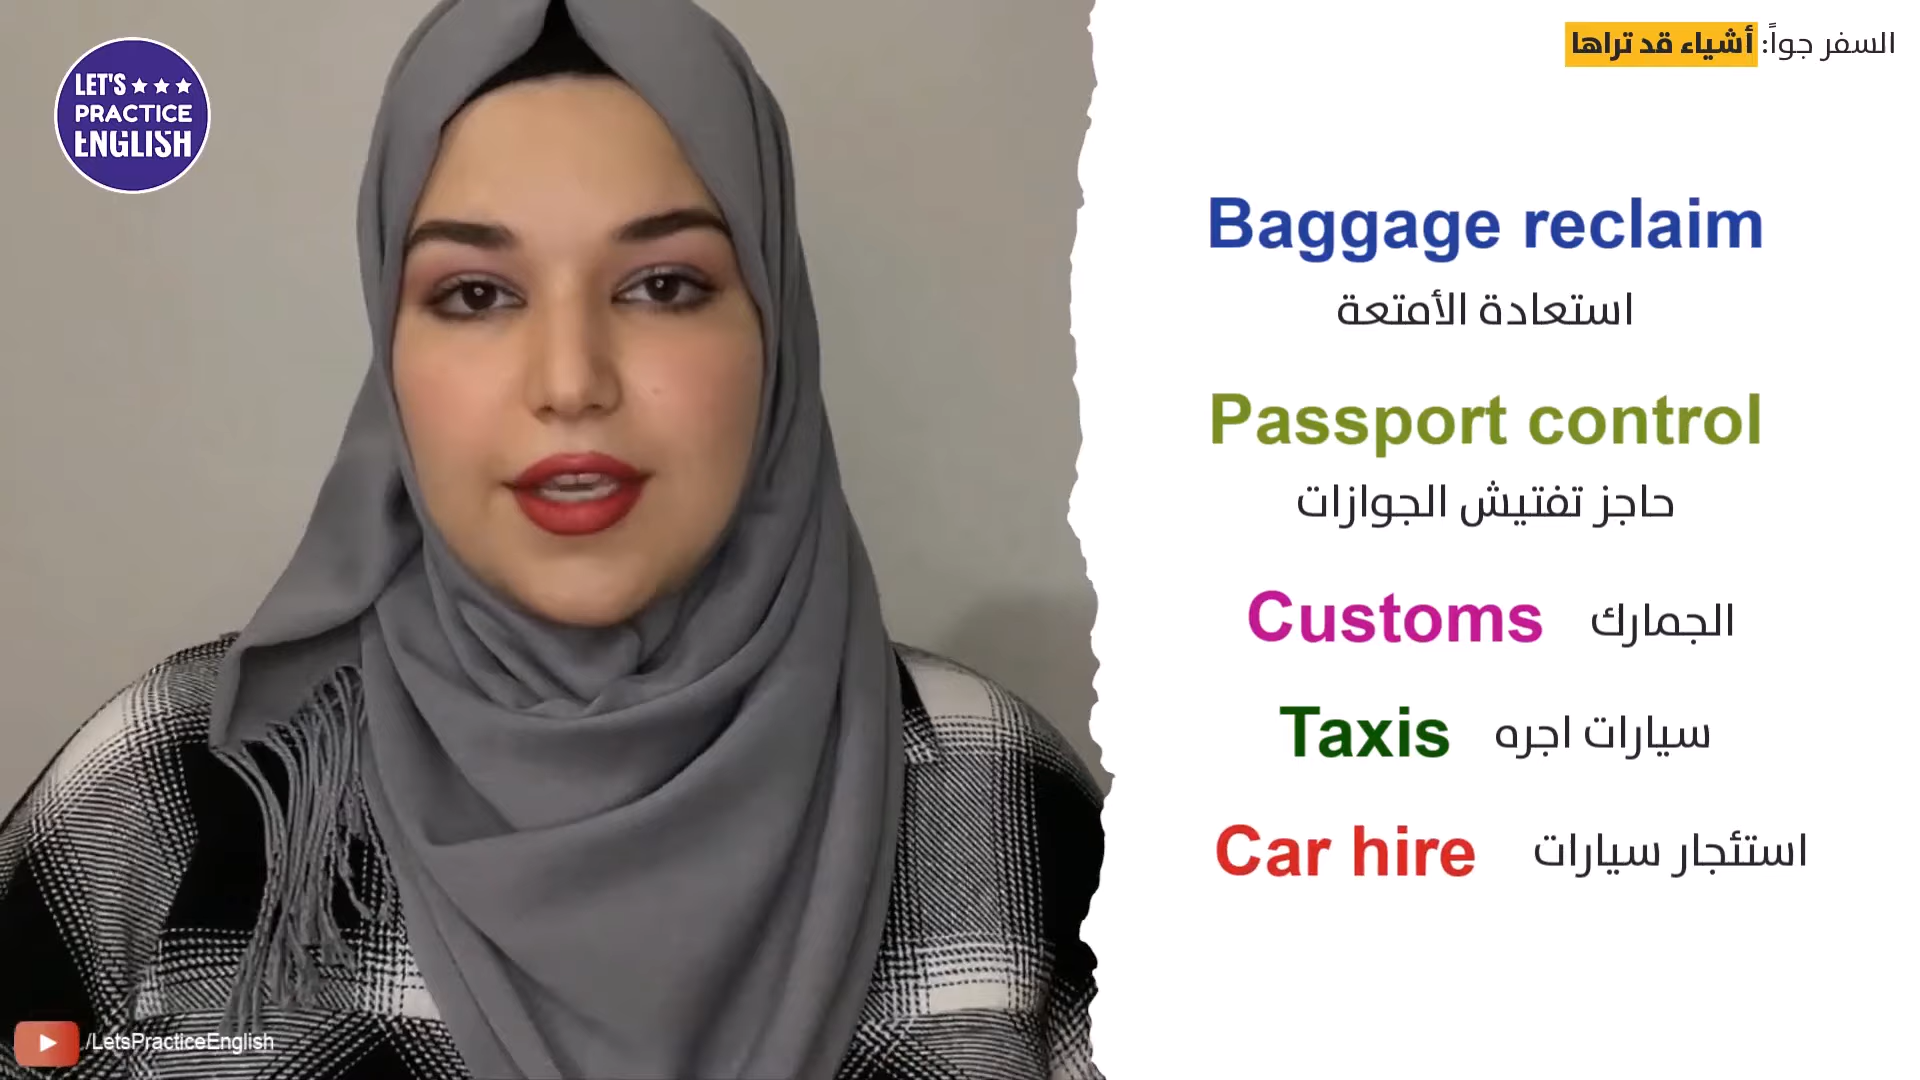 LET'S
PRACTICE
ENGLISH
السفر جواً: أشياء قد تراها
Baggage reclaim
استعادة الأمتعة
Passport control
حاجز تفتيش الجوازات
Customs الجمارك
Taxis سيارات اجره
Car hire استئجار سيارات
/LetsPracticeEnglish